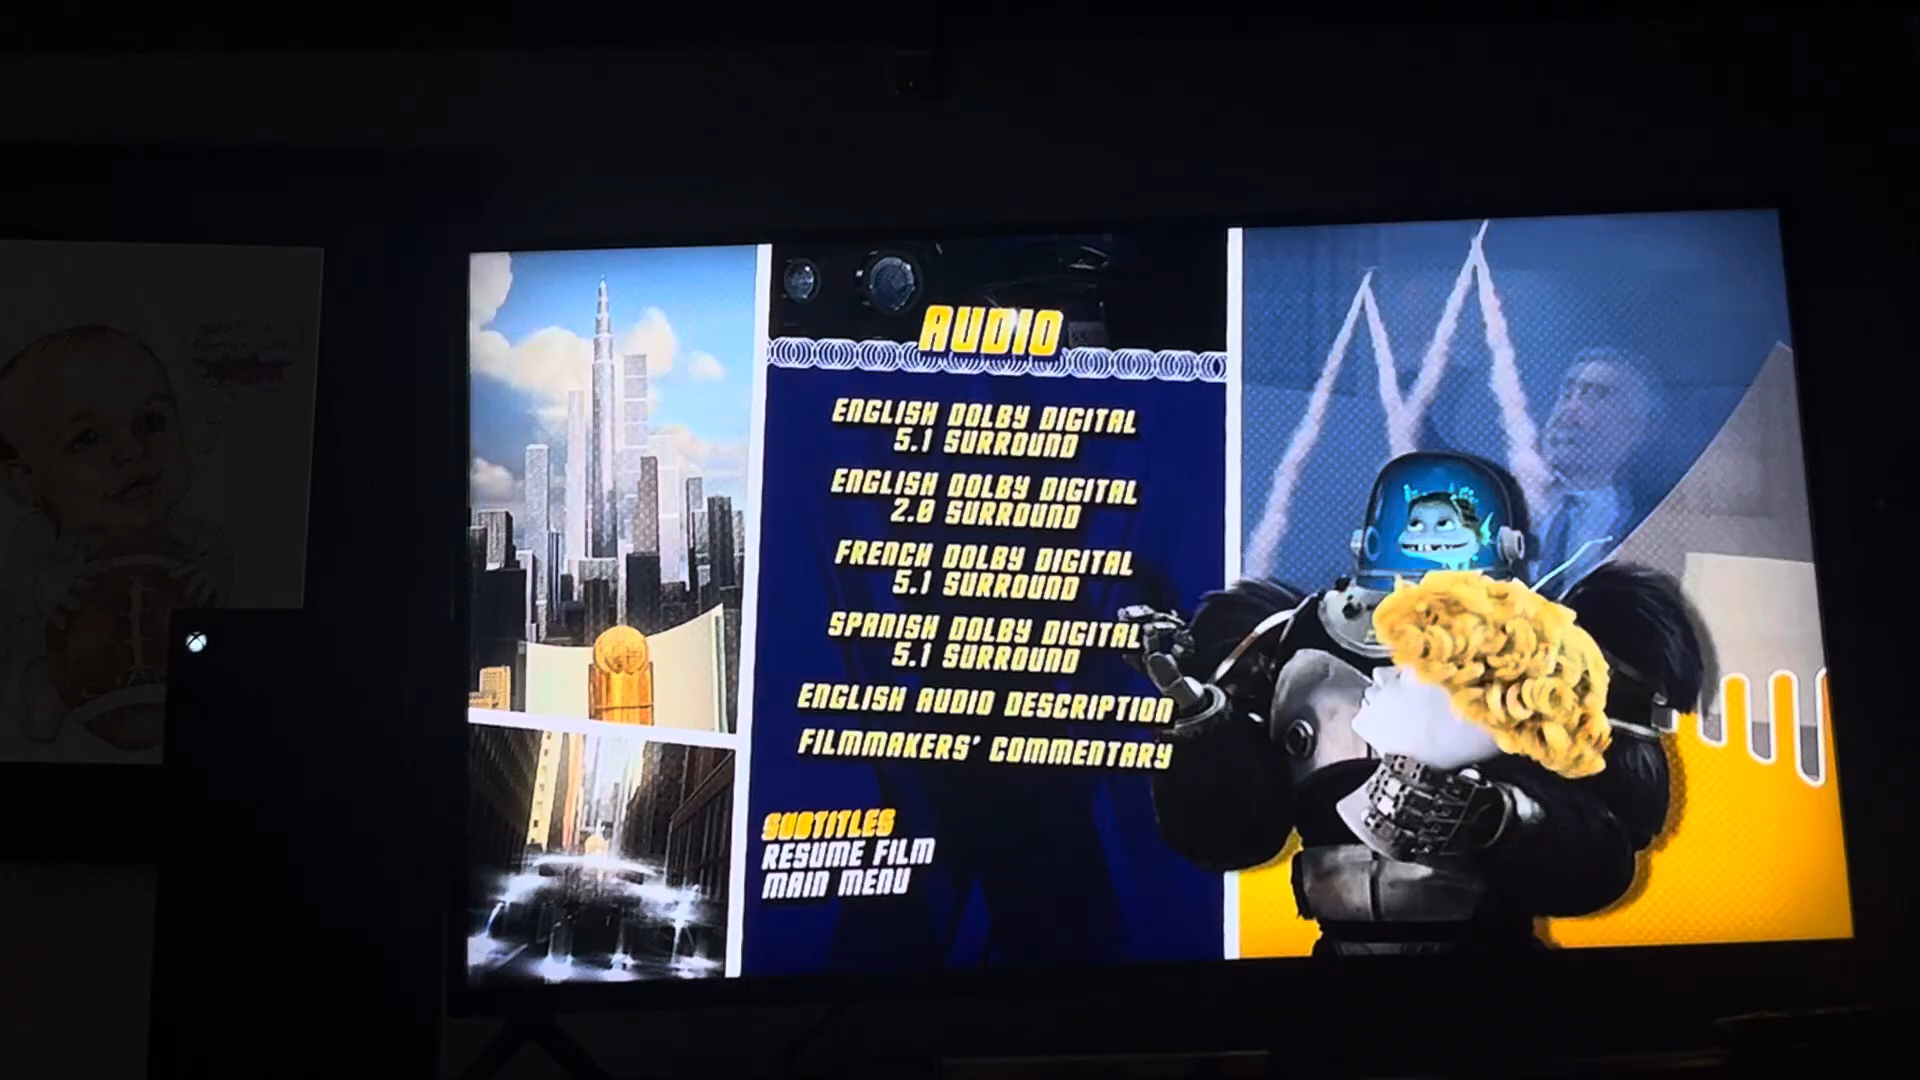 AUDIO
ENGLISH DOLBY DIGITAL
5.1 SURROUND
ENGLISH DOLBY DIGITAL
2.0 SURROUND
FRENCH DOLBY DIGITAL
5.1 SURROUND
SPANISH DOLBY DIGITAL
5.1 SURROUND
ENGLISH AUDIO DESCRIPTION
FILMMAKERS' COMMENTARY
SUBTITLES
RESUME FILM
MAIN MENU